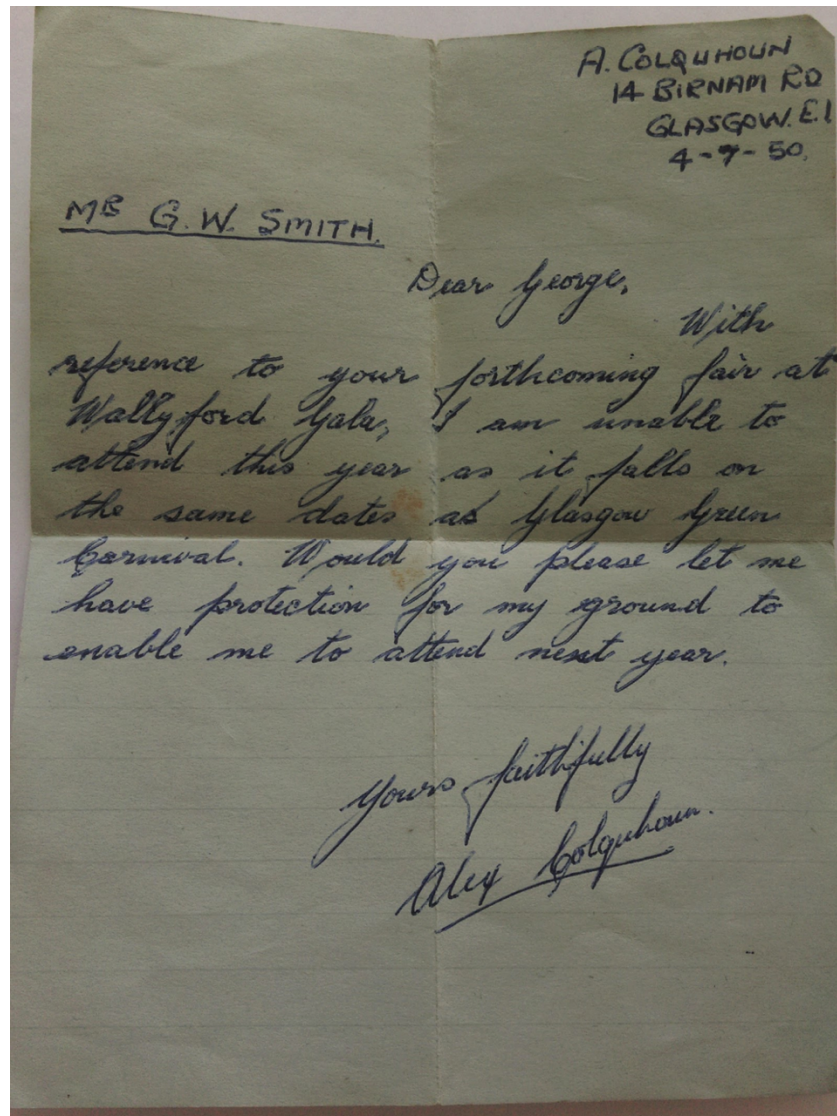 A. COLQUHOUN
14 BIRNAM RD
GLASGOW. E.1
4-7-50.
MR G.W. SMITH.
Dear George,
With
reference to your forthcoming fair at
Wallyford Gala, I am unable to
attend this year as it falls on
the same dates as Glasgow Green
Carnival. Would you please let me
have protection for my ground to
enable me to attend next year.
Yours faithfully
Alex Colquhoun.